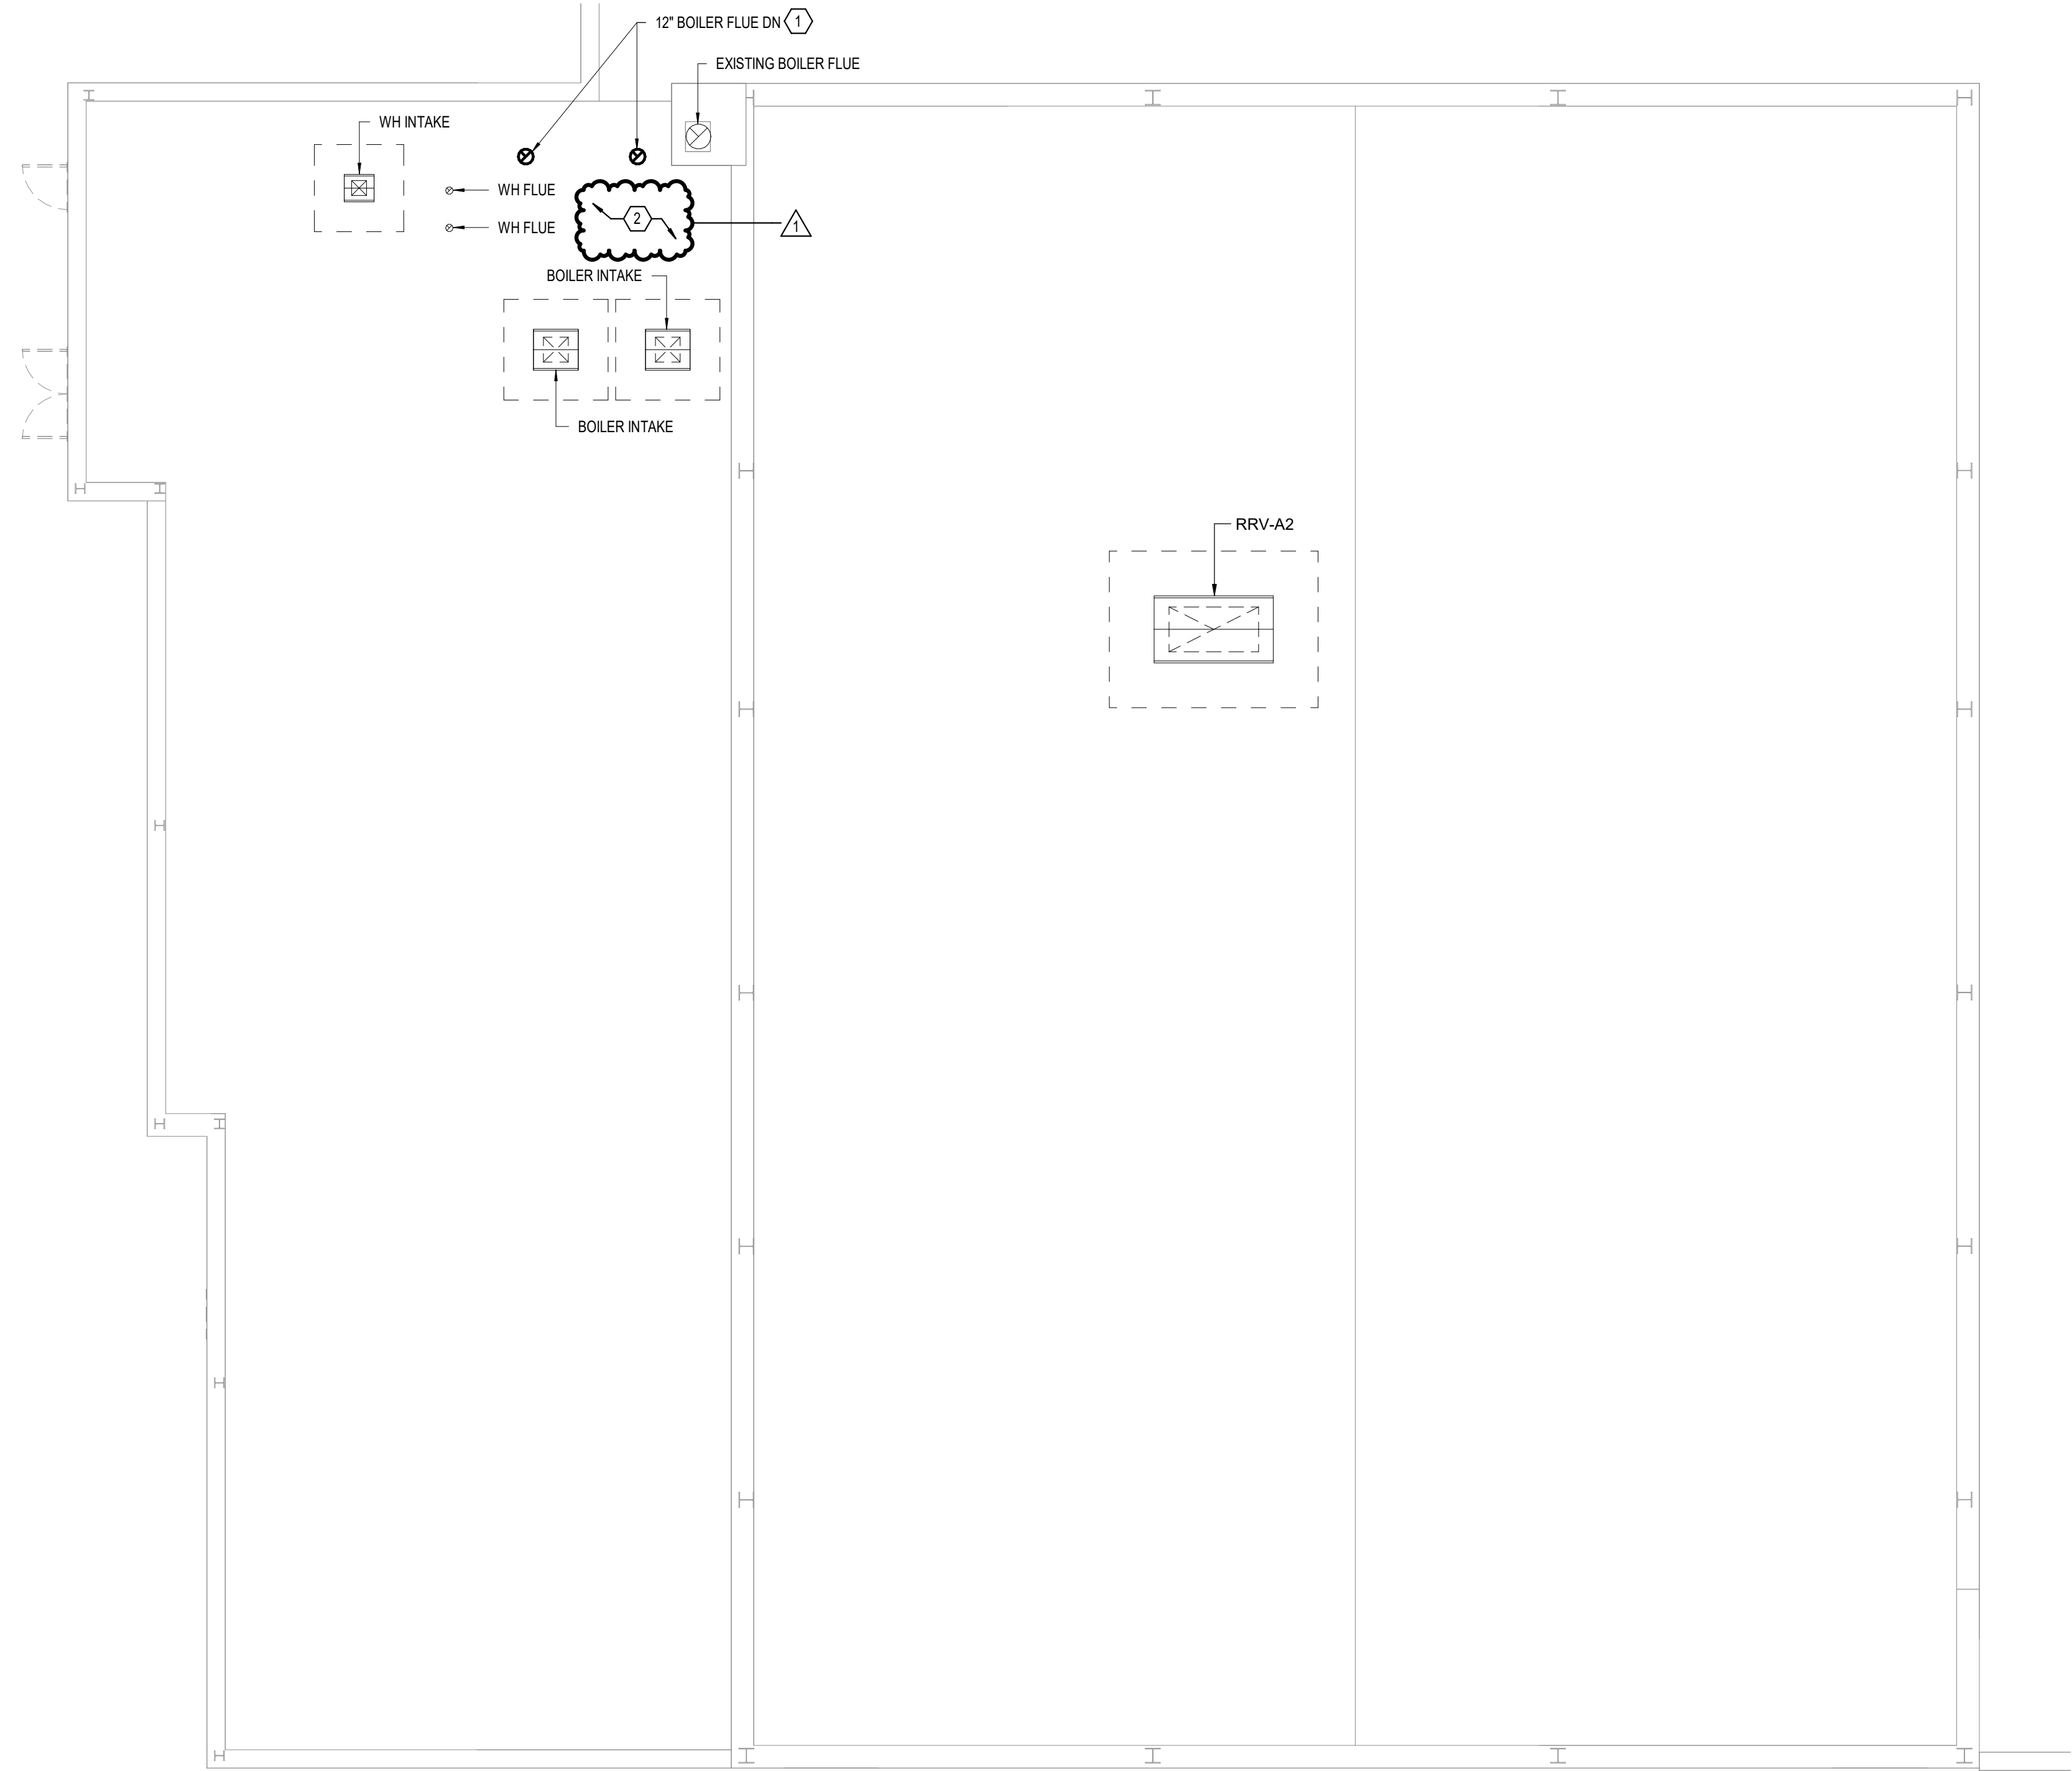 12" BOILER FLUE DN 1
EXISTING BOILER FLUE
WH INTAKE
WH FLUE
2
1
WH FLUE
BOILER INTAKE
BOILER INTAKE
RRV-A2